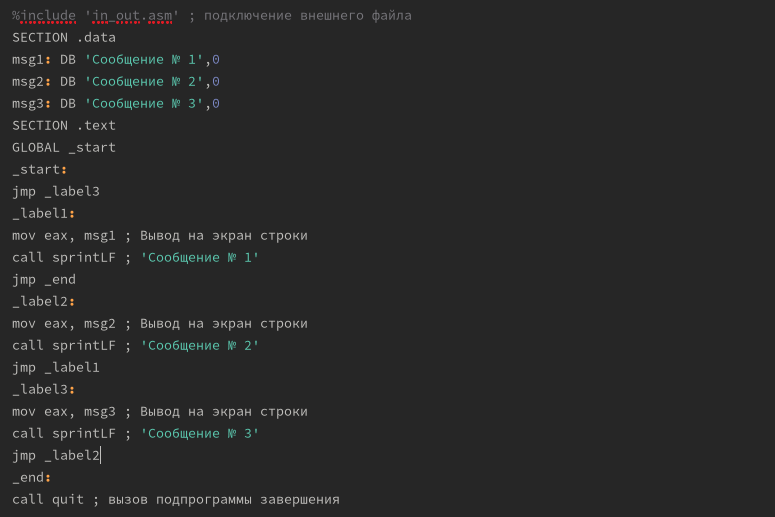 %include 'in_out.asm' ; подключение внешнего файла
SECTION .data
msg1: DB 'Сообщение № 1',0
msg2: DB 'Сообщение № 2',0
msg3: DB 'Сообщение № 3',0
SECTION .text
GLOBAL _start
_start:
jmp _label3
_label1:
mov eax, msg1 ; Вывод на экран строки
call sprintLF ; 'Сообщение № 1'
jmp _end
_label2:
mov eax, msg2 ; Вывод на экран строки
call sprintLF ; 'Сообщение № 2'
jmp _label1
_label3:
mov eax, msg3 ; Вывод на экран строки
call sprintLF ; 'Сообщение № 3'
jmp _label2
_end:
call quit ; вызов подпрограммы завершения